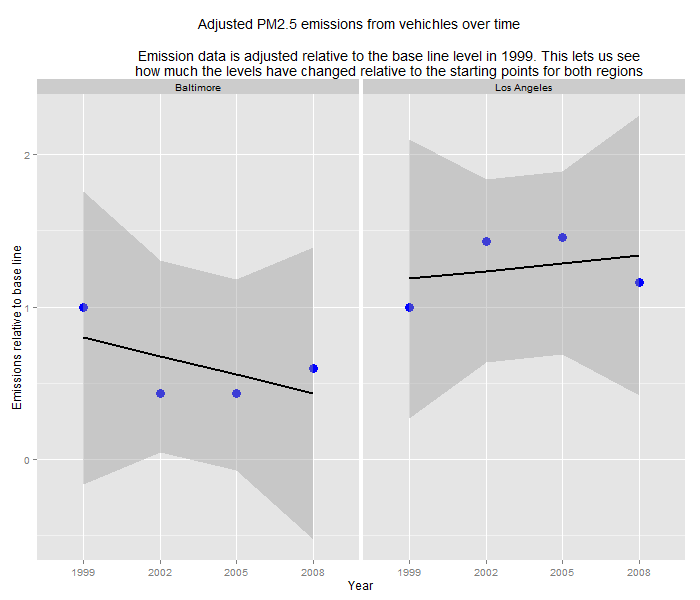 Adjusted PM2.5 emissions from vehichles over time
Emission data is adjusted relative to the base line level in 1999. This lets us see
how much the levels have changed relative to the starting points for both regions
Baltimore
Los Angeles
Emissions relative to base line
2
1
0
1999 2002 2005 2008
1999 2002 2005 2008
Year